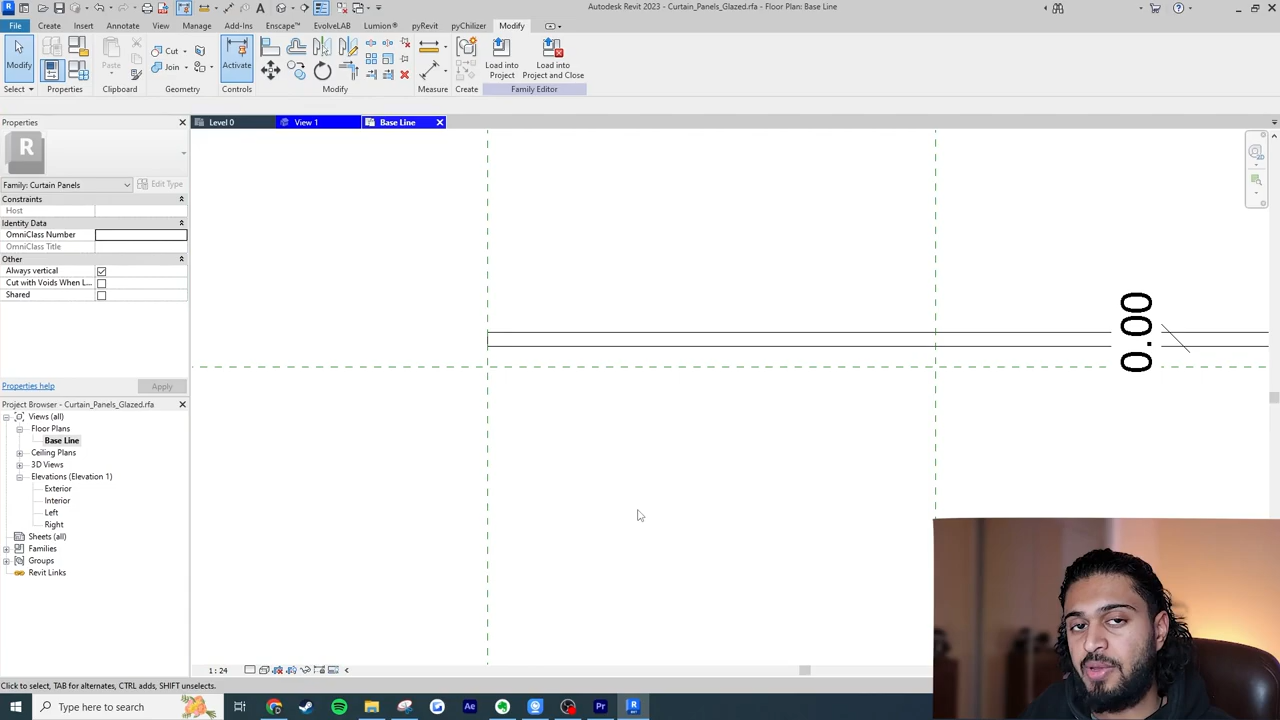 Autodesk Revit 2023 - Curtain_Panels_Glazed.rfa - Floor Plan: Base Line
File Create Insert Annotate View Manage Add-Ins Enscape™ EvolveLAB Lumion® pyRevit pyChilizer Modify
Modify Paste Cut Join Activate Load into Project Load into Project and Close
Select Properties Clipboard Geometry Controls Modify Measure Create Family Editor
Properties
Level 0 View 1 Base Line
R
Family: Curtain Panels Edit Type
Constraints
Host
Identity Data
OmniClass Number
OmniClass Title
Other
Always vertical
Cut with Voids When L...
Shared
0.00
Properties help Apply
Project Browser - Curtain_Panels_Glazed.rfa
Views (all)
Floor Plans
Base Line
Ceiling Plans
3D Views
Elevations (Elevation 1)
Exterior
Interior
Left
Right
Sheets (all)
Families
Groups
Revit Links
1 : 24
Click to select, TAB for alternates, CTRL adds, SHIFT unselects.
Type here to search
Ae
Pr
R